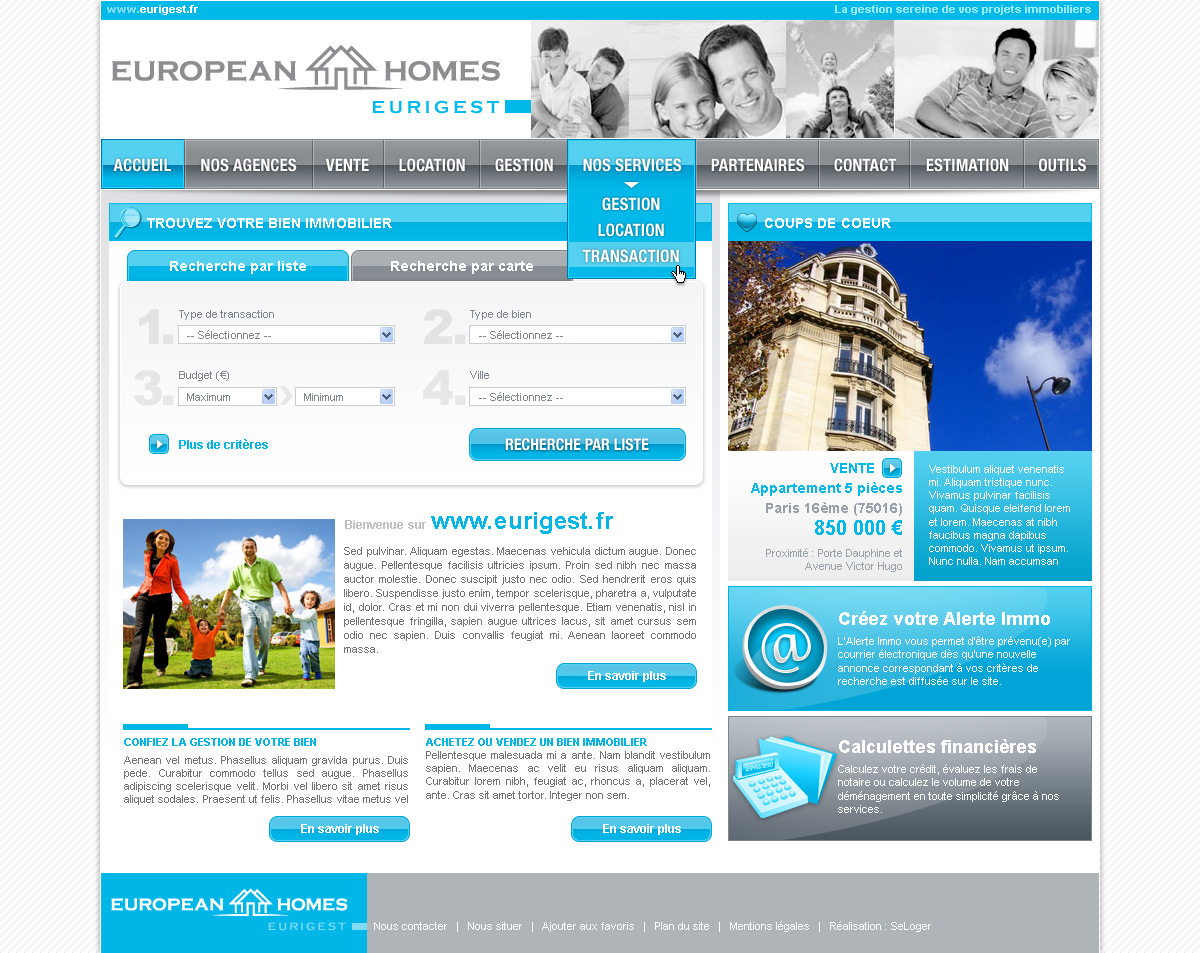 www.eurigest.fr
La gestion sereine de vos projets immobiliers
EUROPEAN HOMES
EURIGEST
ACCUEIL
NOS AGENCES
VENTE
LOCATION
GESTION
NOS SERVICES
PARTENAIRES
CONTACT
ESTIMATION
OUTILS
GESTION
LOCATION
TRANSACTION
TROUVEZ VOTRE BIEN IMMOBILIER
Recherche par liste
Recherche par carte
1.
Type de transaction
-- Sélectionnez --
2.
Type de bien
-- Sélectionnez --
3.
Budget (€)
Maximum
Minimum
4.
Ville
-- Sélectionnez --
Plus de critères
RECHERCHE PAR LISTE
Bienvenue sur www.eurigest.fr
Sed pulvinar. Aliquam egestas. Maecenas vehicula dictum augue. Donec
augue. Pellentesque facilisis ultricies ipsum. Proin sed nibh nec massa
auctor molestie. Donec suscipit justo nec odio. Sed hendrerit eros quis
libero. Suspendisse justo enim, tempor scelerisque, pharetra a, vulputate
id, dolor. Cras et mi non dui viverra pellentesque. Etiam venenatis, nisl in
pellentesque fringilla, sapien augue ultrices lacus, sit amet cursus sem
odio nec sapien. Duis convallis feugiat mi. Aenean laoreet commodo
massa.
En savoir plus
CONFIEZ LA GESTION DE VOTRE BIEN
Aenean vel metus. Phasellus aliquam gravida purus. Duis
pede. Curabitur commodo tellus sed augue. Phasellus
adipiscing scelerisque velit. Morbi vel libero sit amet risus
aliquet sodales. Praesent ut felis. Phasellus vitae metus vel
En savoir plus
ACHETEZ OU VENDEZ UN BIEN IMMOBILIER
Pellentesque malesuada mi a ante. Nam blandit vestibulum
sapien. Maecenas ac velit eu risus aliquam aliquam.
Curabitur lorem nibh, feugiat ac, rhoncus a, placerat vel,
ante. Cras sit amet tortor. Integer non sem.
En savoir plus
COUPS DE COEUR
VENTE
Appartement 5 pièces
Paris 16ème (75016)
850 000 €
Proximité : Porte Dauphine et
Avenue Victor Hugo
Vestibulum aliquet venenatis
mi. Aliquam tristique nunc.
Vivamus pulvinar facilisis
quam. Quisque eleifend lorem
et lorem. Maecenas at nibh
faucibus magna dapibus
commodo. Vivamus ut ipsum.
Nunc nulla. Nam accumsan
@
Créez votre Alerte Immo
L'Alerte Immo vous permet d'être prévenu(e) par
courrier électronique dès qu'une nouvelle
annonce correspondant à vos critères de
recherche est diffusée sur le site.
Calculettes financières
Calculez votre crédit, évaluez les frais de
notaire ou calculez le volume de votre
déménagement en toute simplicité grâce à nos
services.
EUROPEAN HOMES
EURIGEST
Nous contacter | Nous situer | Ajouter aux favoris | Plan du site | Mentions légales | Réalisation : SeLoger